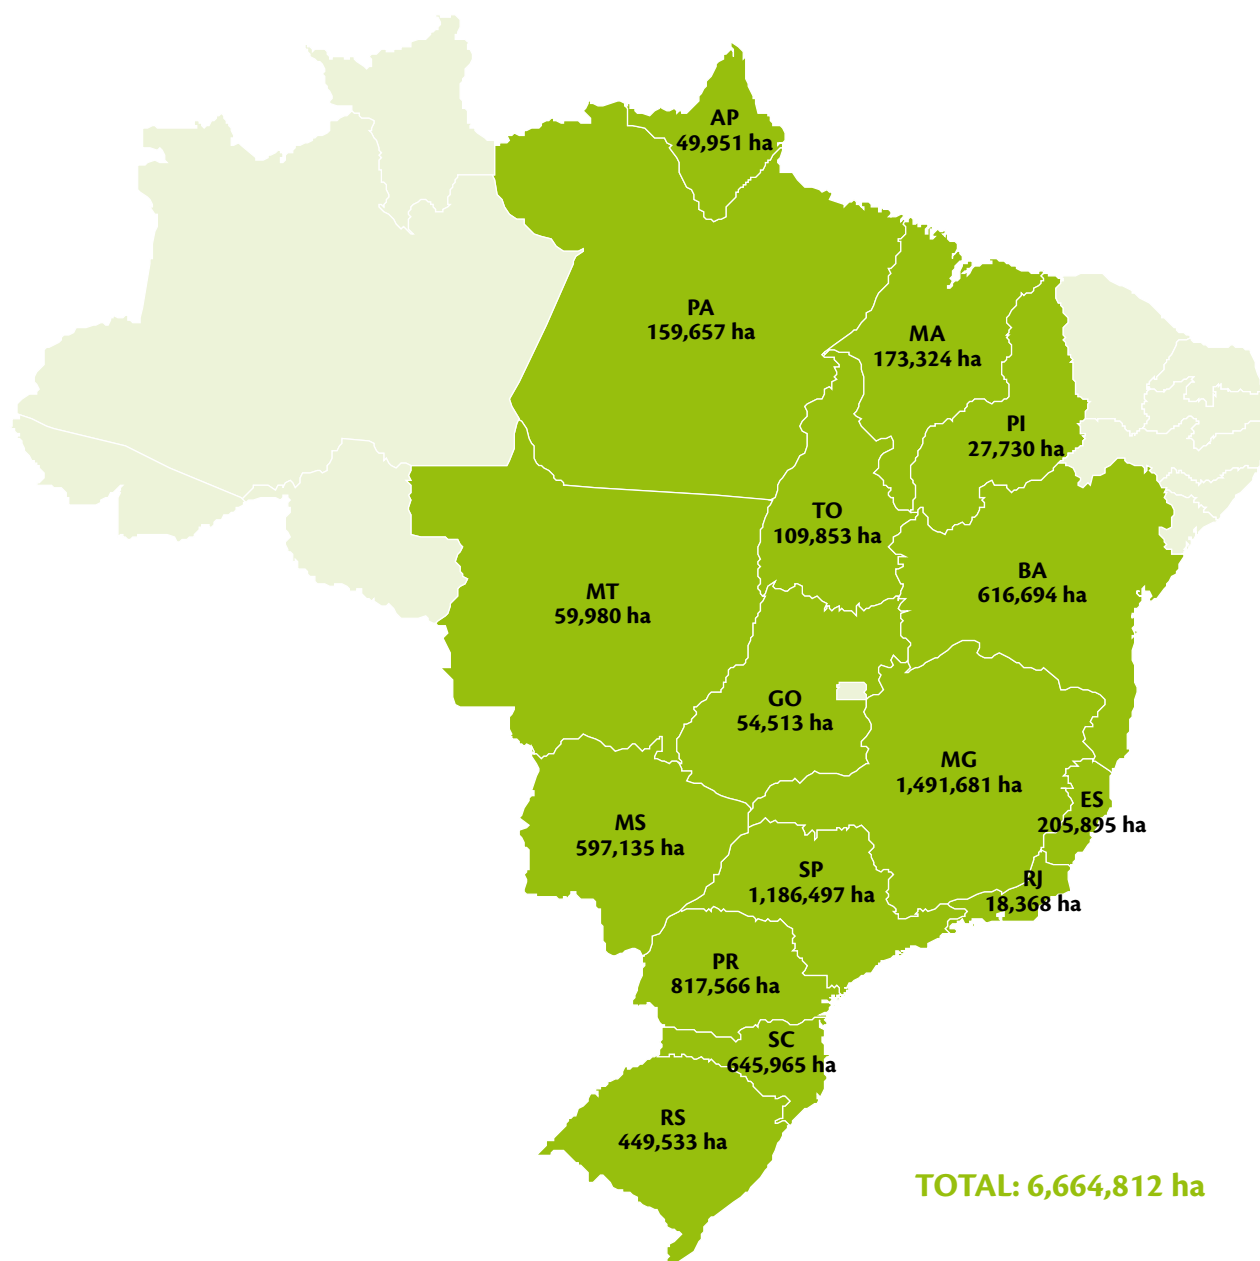 AP
49,951 ha
PA
159,657 ha
MA
173,324 ha
PI
27,730 ha
TO
109,853 ha
BA
616,694 ha
MT
59,980 ha
GO
54,513 ha
MG
1,491,681 ha
ES
205,895 ha
MS
597,135 ha
SP
1,186,497 ha
RJ
18,368 ha
PR
817,566 ha
SC
645,965 ha
RS
449,533 ha
TOTAL: 6,664,812 ha